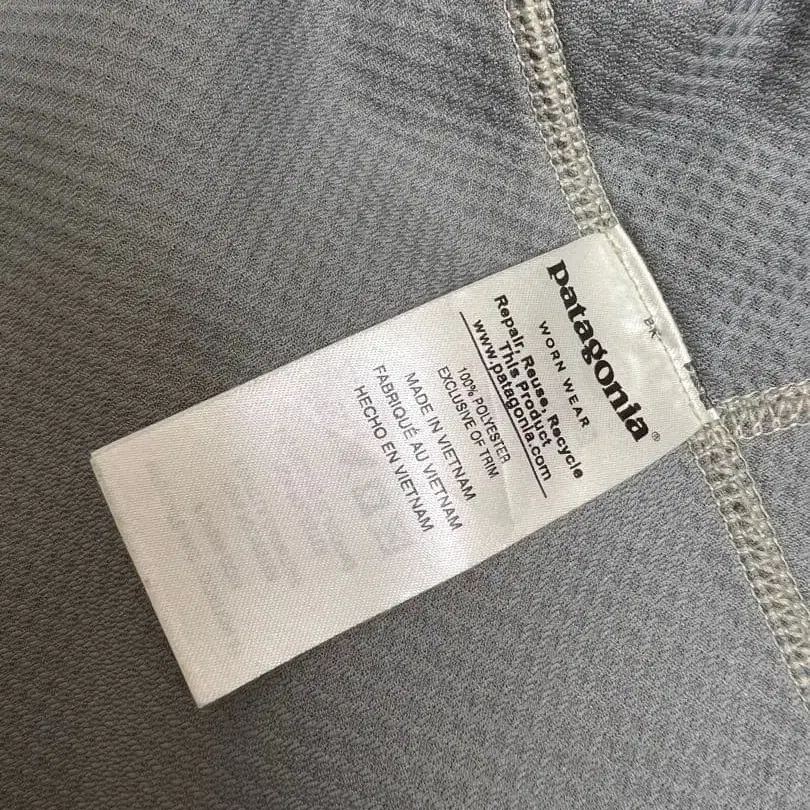 patagonia®
WORN WEAR
Repair, Reuse, Recycle
This Product
www.patagonia.com
100% POLYESTER
EXCLUSIVE OF TRIM
MADE IN VIETNAM
FABRIQUÉ AU VIETNAM
HECHO EN VIETNAM